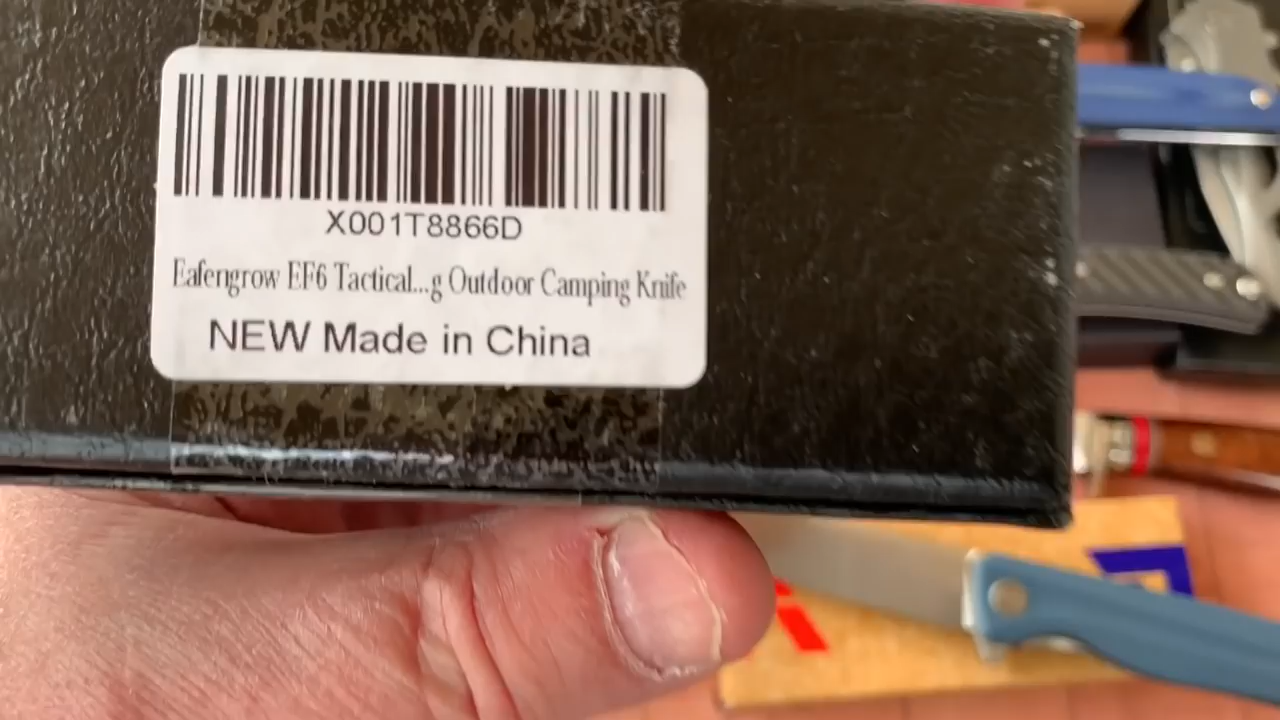 X001T8866D
Eafengrow EF6 Tactical...g Outdoor Camping Knife
NEW Made in China